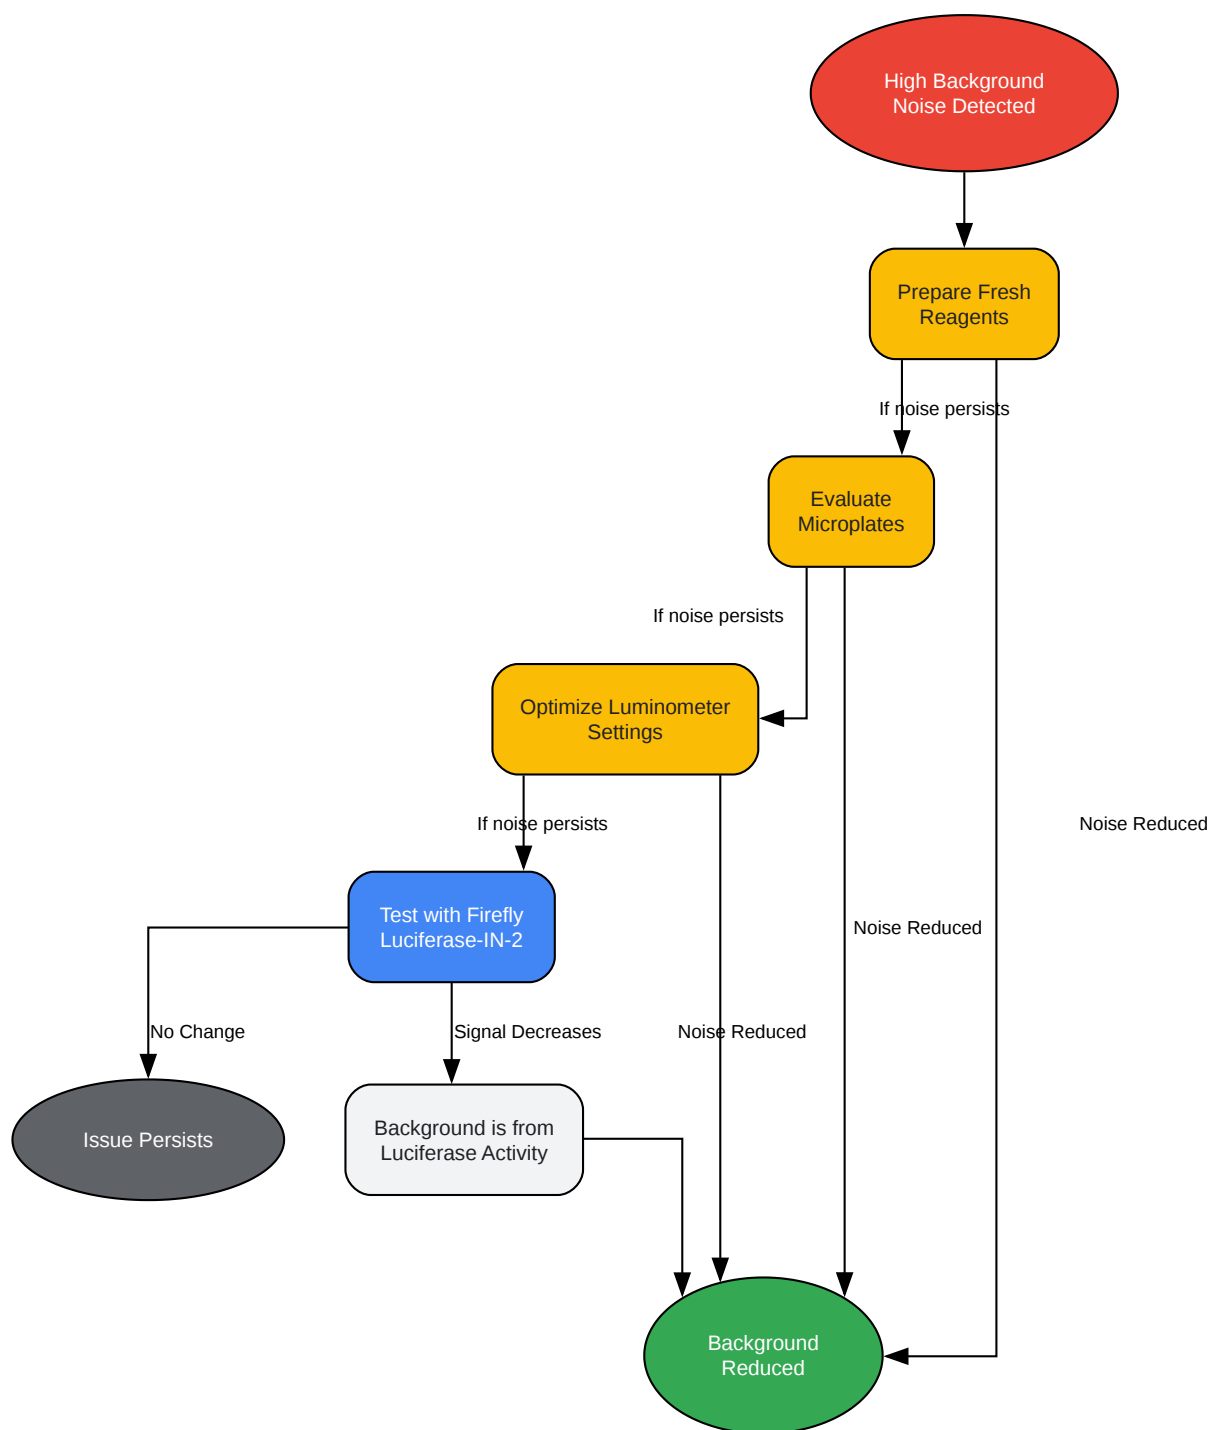 High Background
Noise Detected
Prepare Fresh
Reagents
If noise persists
Evaluate
Microplates
If noise persists
Optimize Luminometer
Settings
If noise persists
Noise Reduced
Test with Firefly
Luciferase-IN-2
Noise Reduced
No Change
Signal Decreases
Noise Reduced
Issue Persists
Background is from
Luciferase Activity
Background
Reduced